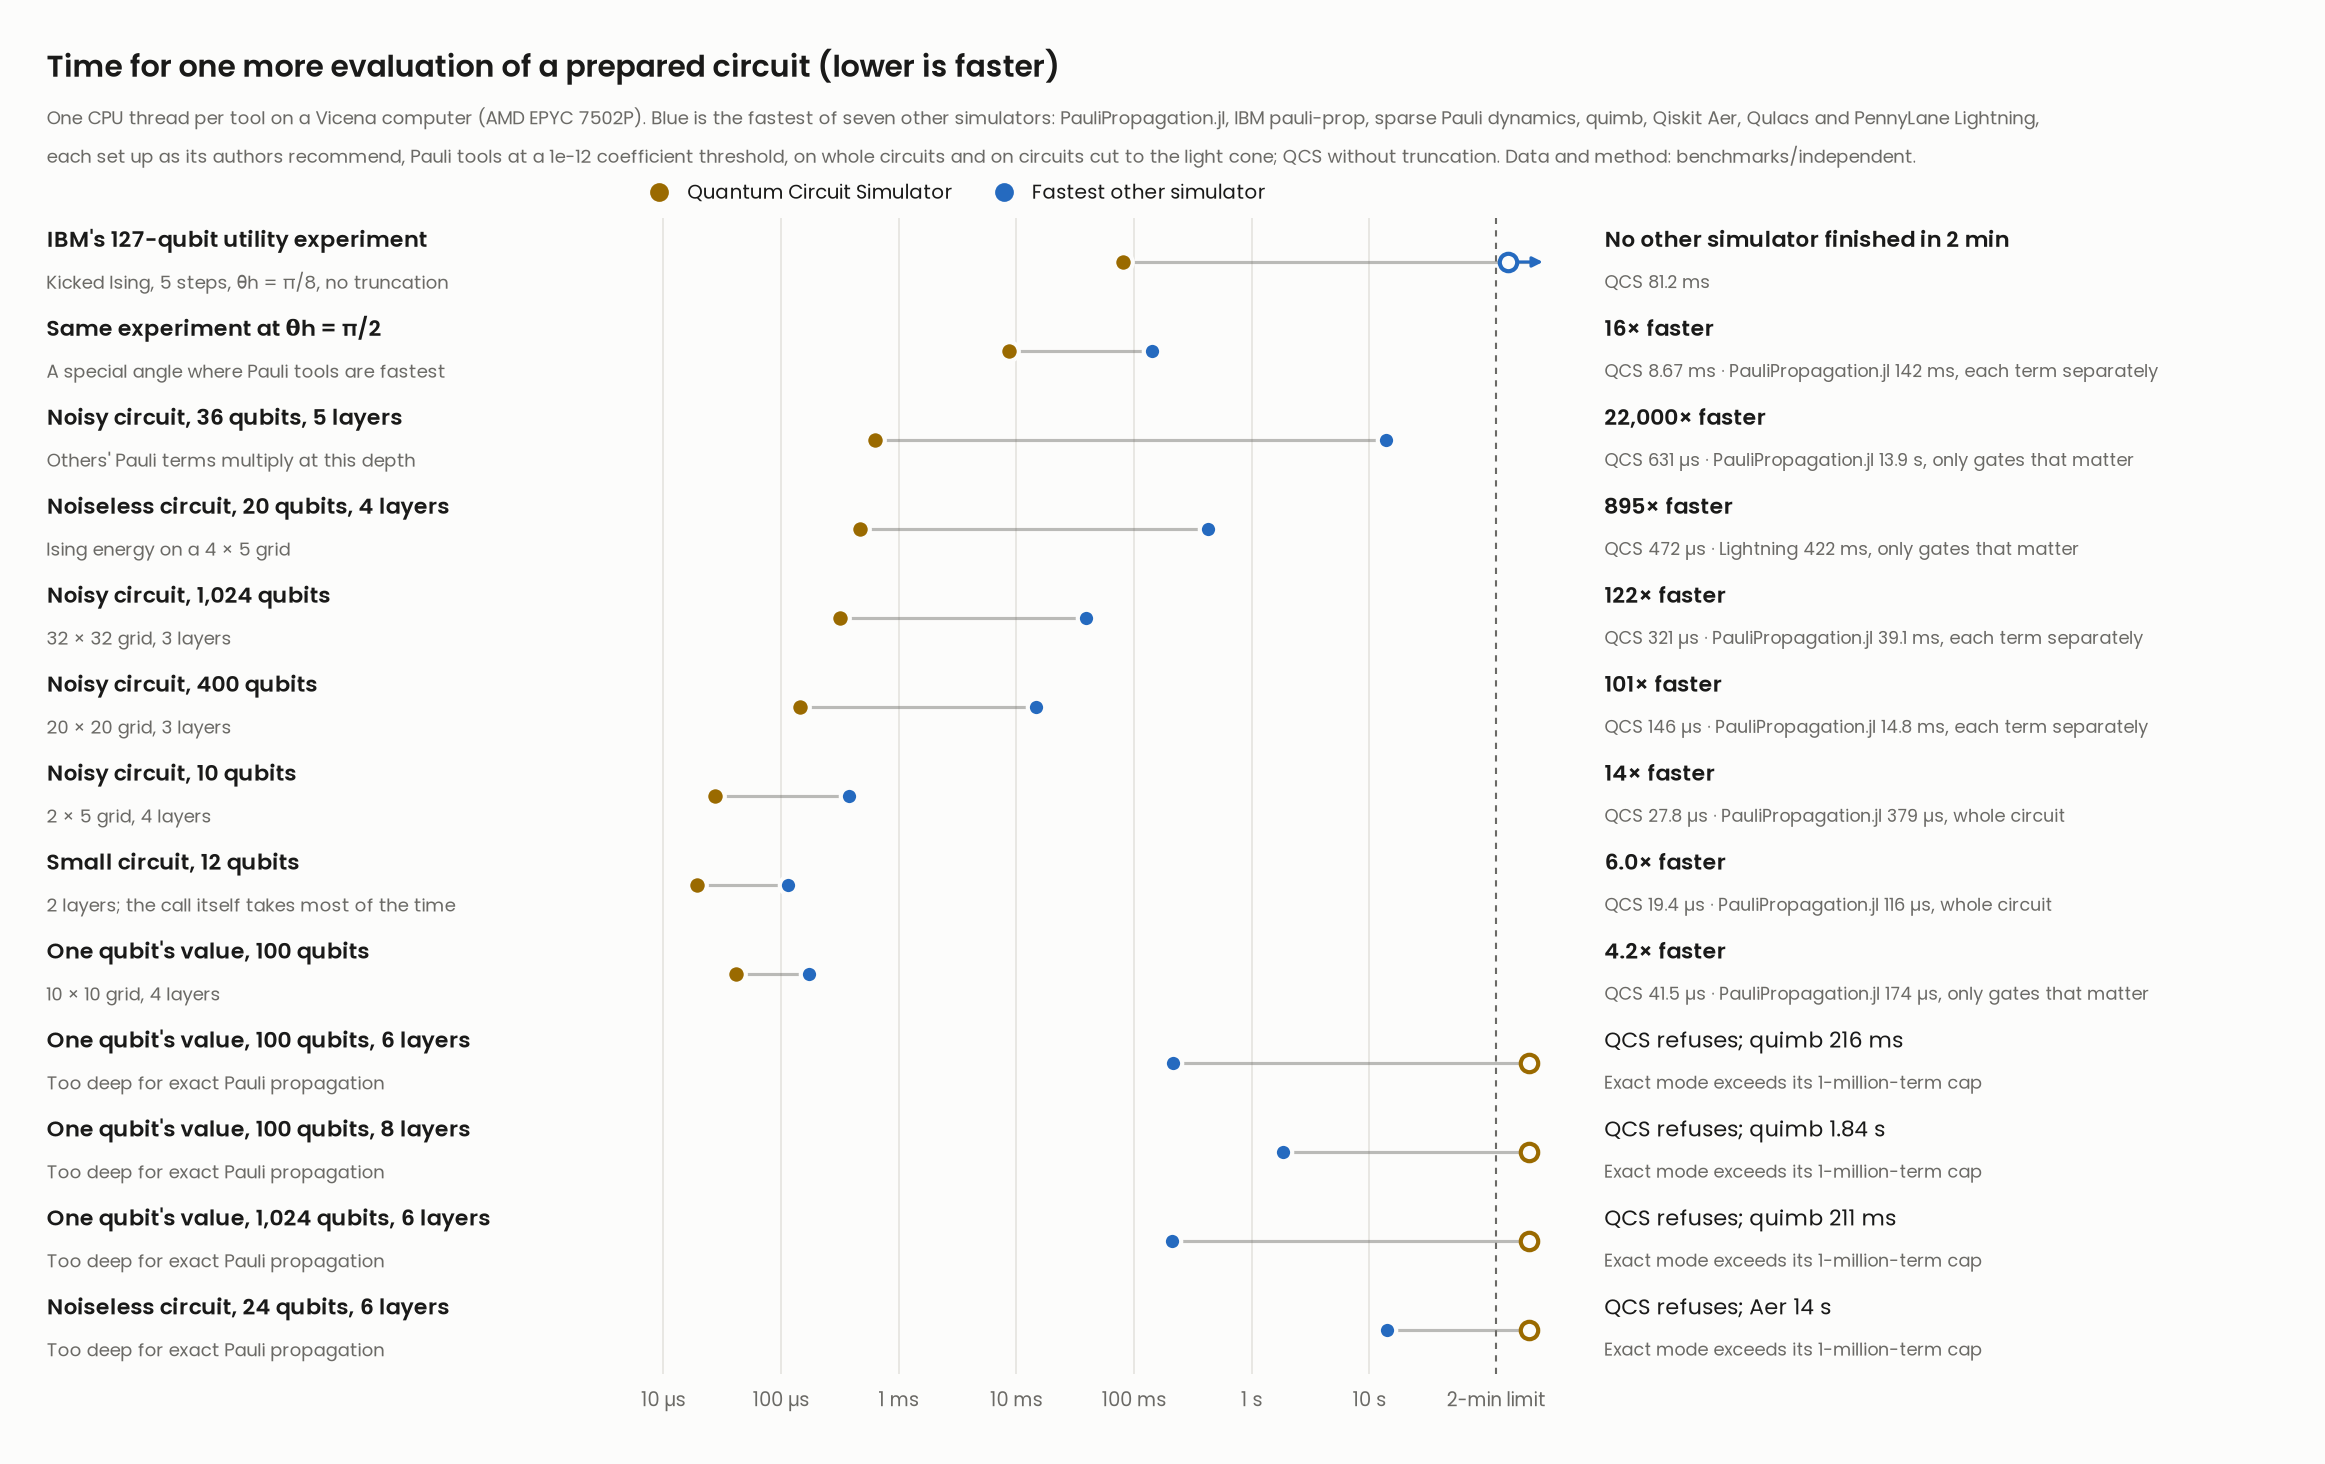 Time for one more evaluation of a prepared circuit (lower is faster)
One CPU thread per tool on a Vicena computer (AMD EPYC 7502P). Blue is the fastest of seven other simulators: PauliPropagation.jl, IBM pauli-prop, sparse Pauli dynamics, quimb, Qiskit Aer, Qulacs and PennyLane Lightning,
each set up as its authors recommend, Pauli tools at a 1e-12 coefficient threshold, on whole circuits and on circuits cut to the light cone; QCS without truncation. Data and method: benchmarks/independent.
Quantum Circuit Simulator
Fastest other simulator
IBM's 127-qubit utility experiment
Kicked Ising, 5 steps, θh = π/8, no truncation
No other simulator finished in 2 min
QCS 81.2 ms
Same experiment at θh = π/2
A special angle where Pauli tools are fastest
16× faster
QCS 8.67 ms · PauliPropagation.jl 142 ms, each term separately
Noisy circuit, 36 qubits, 5 layers
Others' Pauli terms multiply at this depth
22,000× faster
QCS 631 µs · PauliPropagation.jl 13.9 s, only gates that matter
Noiseless circuit, 20 qubits, 4 layers
Ising energy on a 4 × 5 grid
895× faster
QCS 472 µs · Lightning 422 ms, only gates that matter
Noisy circuit, 1,024 qubits
32 × 32 grid, 3 layers
122× faster
QCS 321 µs · PauliPropagation.jl 39.1 ms, each term separately
Noisy circuit, 400 qubits
20 × 20 grid, 3 layers
101× faster
QCS 146 µs · PauliPropagation.jl 14.8 ms, each term separately
Noisy circuit, 10 qubits
2 × 5 grid, 4 layers
14× faster
QCS 27.8 µs · PauliPropagation.jl 379 µs, whole circuit
Small circuit, 12 qubits
2 layers; the call itself takes most of the time
6.0× faster
QCS 19.4 µs · PauliPropagation.jl 116 µs, whole circuit
One qubit's value, 100 qubits
10 × 10 grid, 4 layers
4.2× faster
QCS 41.5 µs · PauliPropagation.jl 174 µs, only gates that matter
One qubit's value, 100 qubits, 6 layers
Too deep for exact Pauli propagation
QCS refuses; quimb 216 ms
Exact mode exceeds its 1-million-term cap
One qubit's value, 100 qubits, 8 layers
Too deep for exact Pauli propagation
QCS refuses; quimb 1.84 s
Exact mode exceeds its 1-million-term cap
One qubit's value, 1,024 qubits, 6 layers
Too deep for exact Pauli propagation
QCS refuses; quimb 211 ms
Exact mode exceeds its 1-million-term cap
Noiseless circuit, 24 qubits, 6 layers
Too deep for exact Pauli propagation
QCS refuses; Aer 14 s
Exact mode exceeds its 1-million-term cap
10 µs
100 µs
1 ms
10 ms
100 ms
1 s
10 s
2-min limit